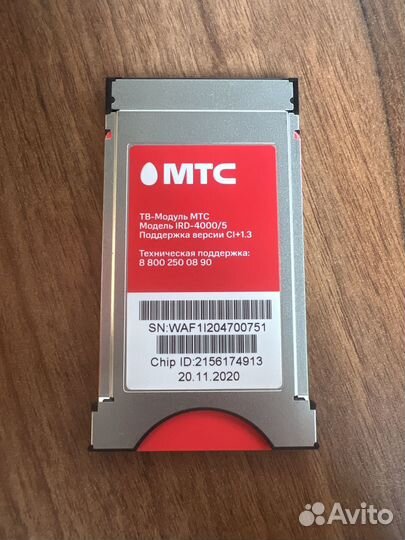 МТС
ТВ-Модуль МТС
Модель IRD-4000/5
Поддержка версии CI+1.3
Техническая поддержка:
8 800 250 08 90
SN:WAF1I204700751
Chip ID:2156174913
20.11.2020
Avito